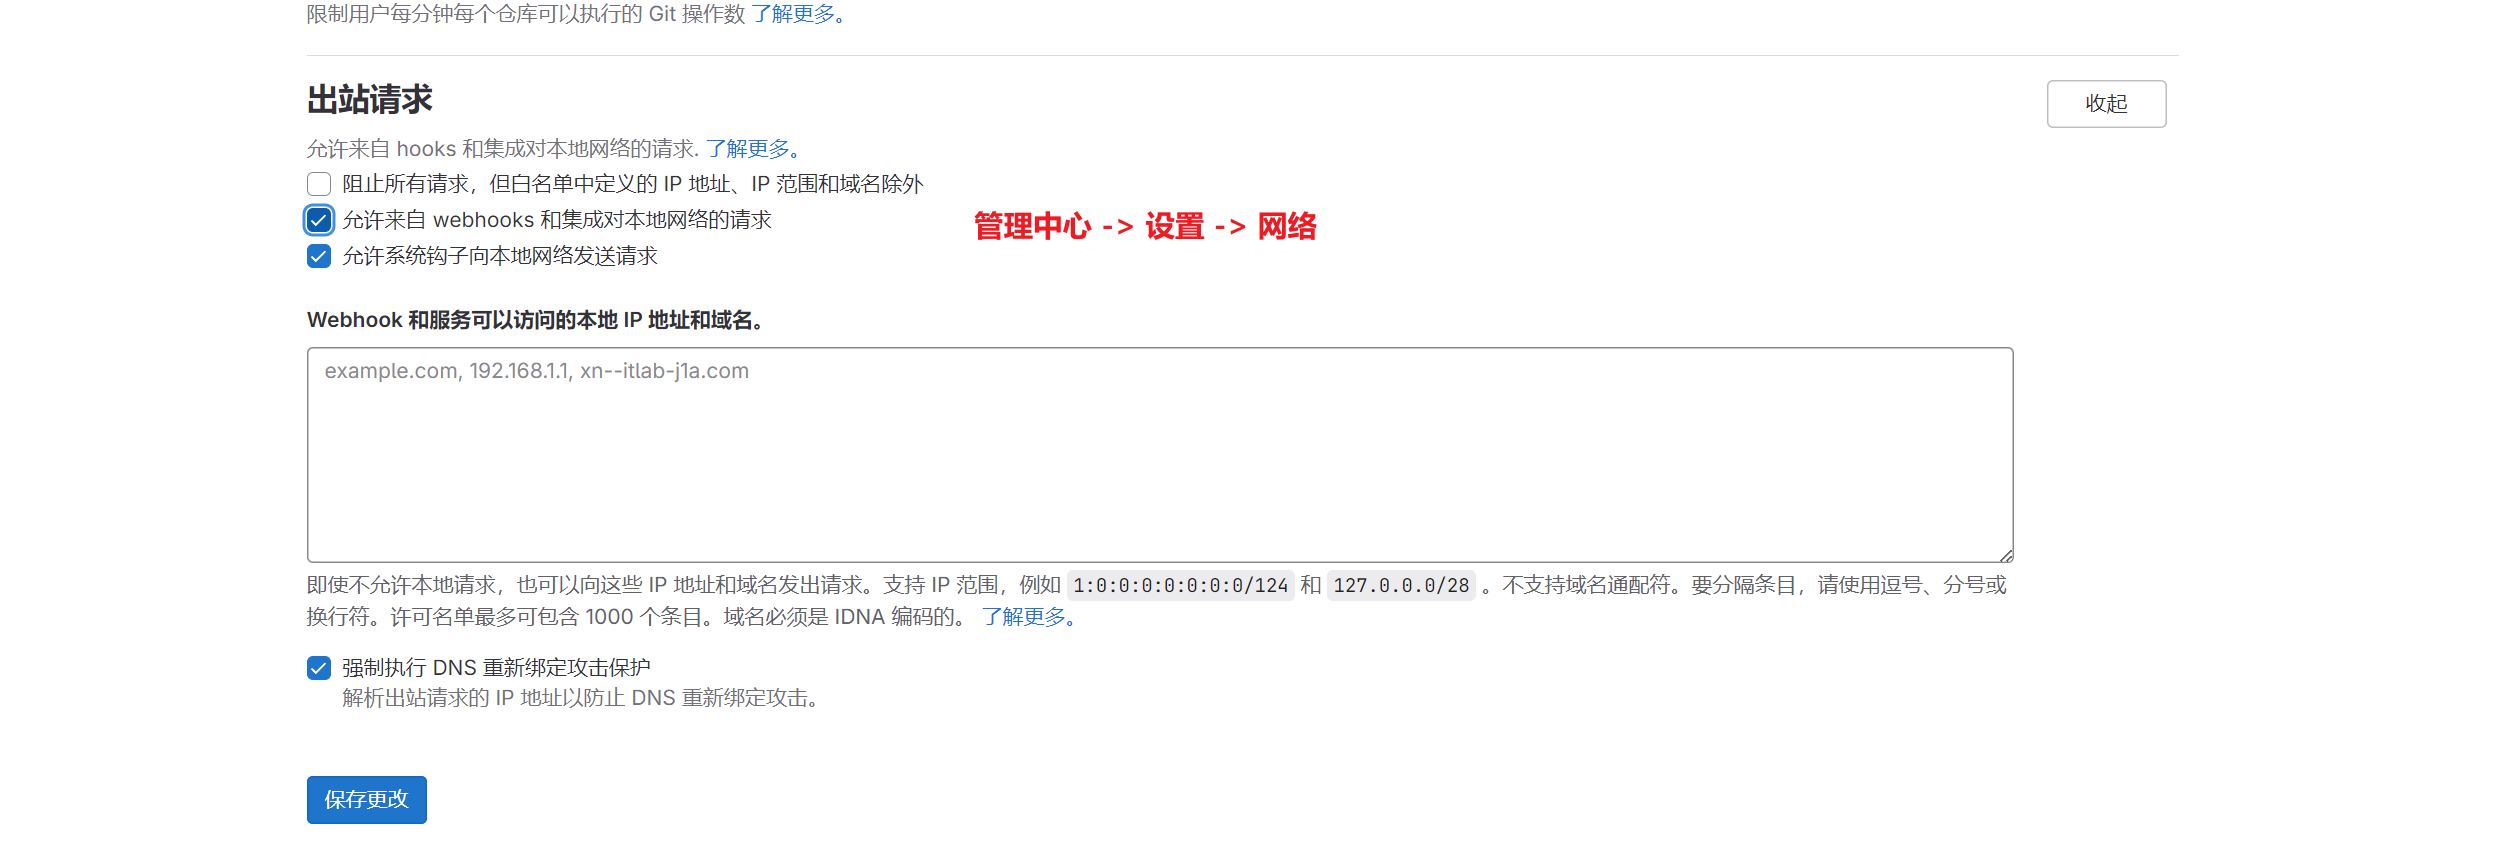 限制用户每分钟每个仓库可以执行的 Git 操作数 了解更多。
出站请求
收起
允许来自 hooks 和集成对本地网络的请求. 了解更多。
阻止所有请求，但白名单中定义的 IP 地址、IP 范围和域名除外
允许来自 webhooks 和集成对本地网络的请求
管理中心 -> 设置 -> 网络
允许系统钩子向本地网络发送请求
Webhook 和服务可以访问的本地 IP 地址和域名。
example.com, 192.168.1.1, xn--itlab-j1a.com
即使不允许本地请求，也可以向这些 IP 地址和域名发出请求。支持 IP 范围，例如 1:0:0:0:0:0:0:0/124 和 127.0.0.0/28 。不支持域名通配符。要分隔条目，请使用逗号、分号或
换行符。许可名单最多可包含 1000 个条目。域名必须是 IDNA 编码的。 了解更多。
强制执行 DNS 重新绑定攻击保护
解析出站请求的 IP 地址以防止 DNS 重新绑定攻击。
保存更改